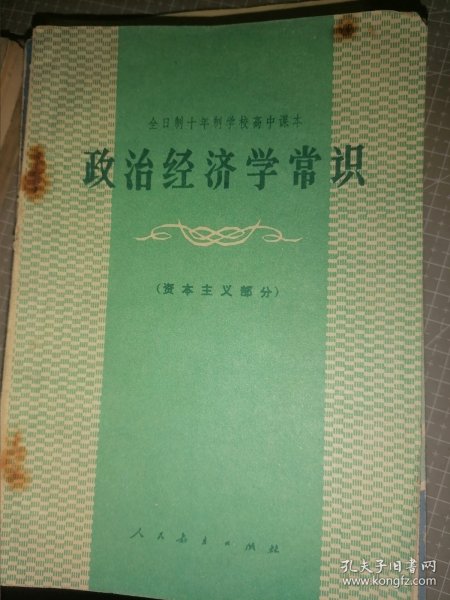 全日制十年制学校高中课本
政治经济学常识
（资本主义部分）
人民教育出版社
孔夫子旧书网
www.kongfz.com